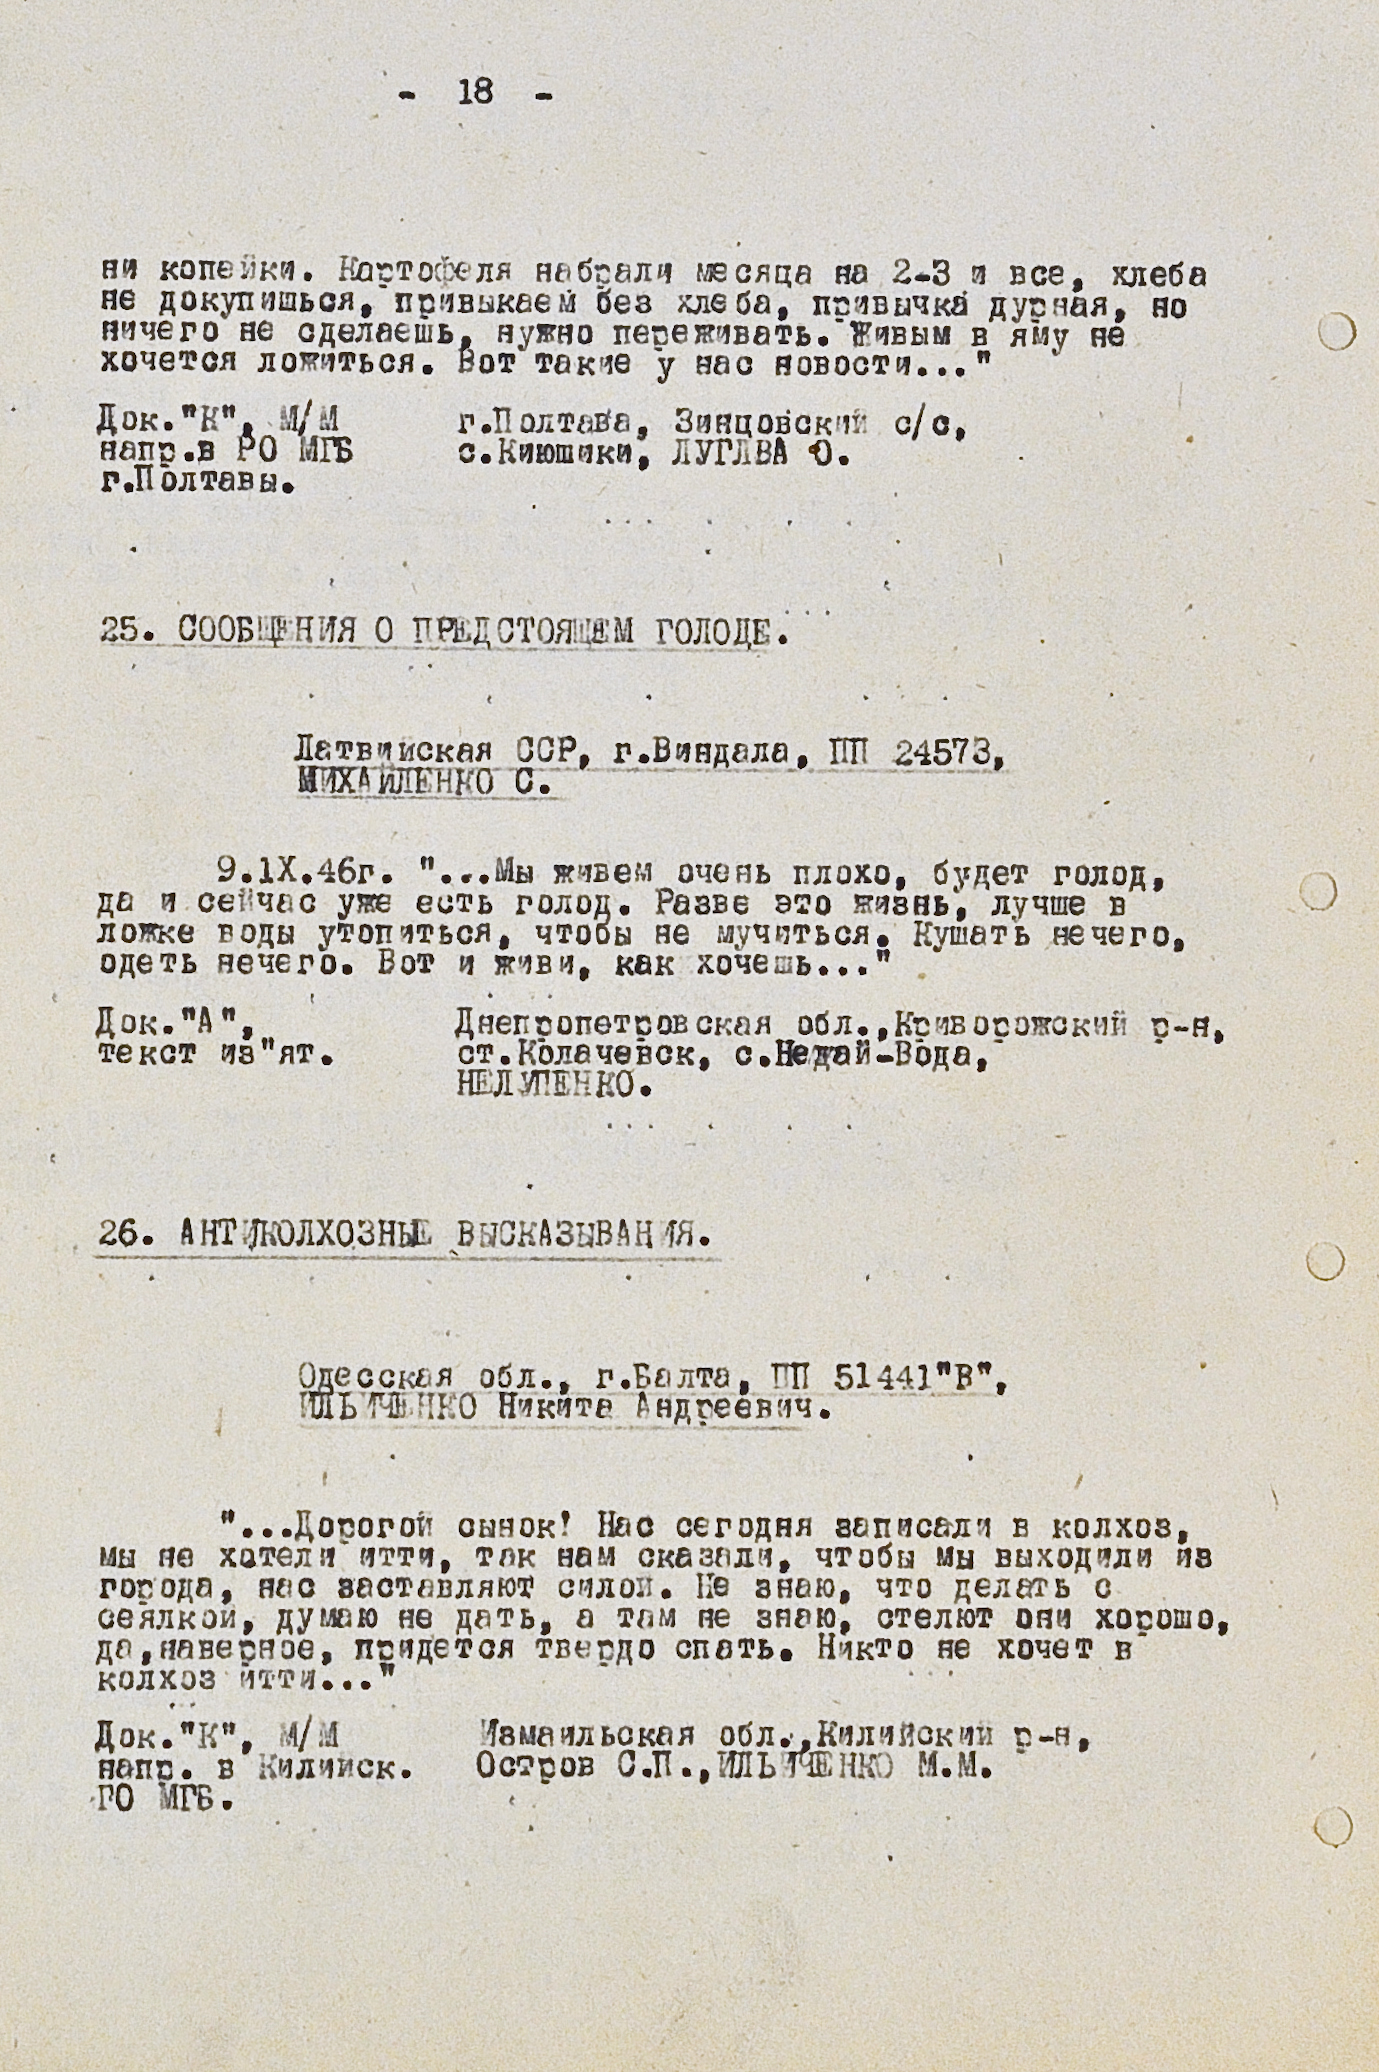 - 18 -
ни копейки. Картофеля набрали месяца на 2-3 и все, хлеба
не докупишься, привыкаем без хлеба, привычка дурная, но
ничего не сделаешь, нужно переживать. Живым в яму не
хочется ложиться. Вот такие у нас новости..."
Док."К", М/М г.Полтава, Зинцовский с/с,
напр.в РО МГБ с.Киюшики, ЛУГЛВА О.
г.Полтавы.
25. СООБЩЕНИЯ О ПРЕДСТОЯЩЕМ ГОЛОДЕ.
Латвийская ССР, г.Виндала, ПП 24573,
МИХАЙЛЕНКО С.
9.1Х.46г. "...Мы живем очень плохо, будет голод,
да и сейчас уже есть голод. Разве это жизнь, лучше в
ложке воды утопиться, чтобы не мучиться. Кушать нечего,
одеть нечего. Вот и живи, как хочешь..."
Док."А", Днепропетровская обл.,Криворожский р-н,
текст из"ят. ст.Колачевск, с.Недай-Вода,
НЕЛУПЕНКО.
26. АНТИКОЛХОЗНЫЕ ВЫСКАЗЫВАНИЯ.
Одесская обл., г.Балта, ПП 51441"В",
ИЛЬИЧЕНКО Никита Андреевич.
"...Дорогой сынок! Нас сегодня записали в колхоз,
мы не хотели итти, так нам сказали, чтобы мы выходили из
города, нас заставляют силой. Не знаю, что делать с
сеялкой, думаю не дать, а там не знаю, стелют они хорошо,
да,наверное, придется твердо спать. Никто не хочет в
колхоз итти..."
Док."К", М/М Измаильская обл.,Килийский р-н,
напр. в Килийск. Остров С.П.,ИЛЬИЧЕНКО М.М.
ГО МГБ.